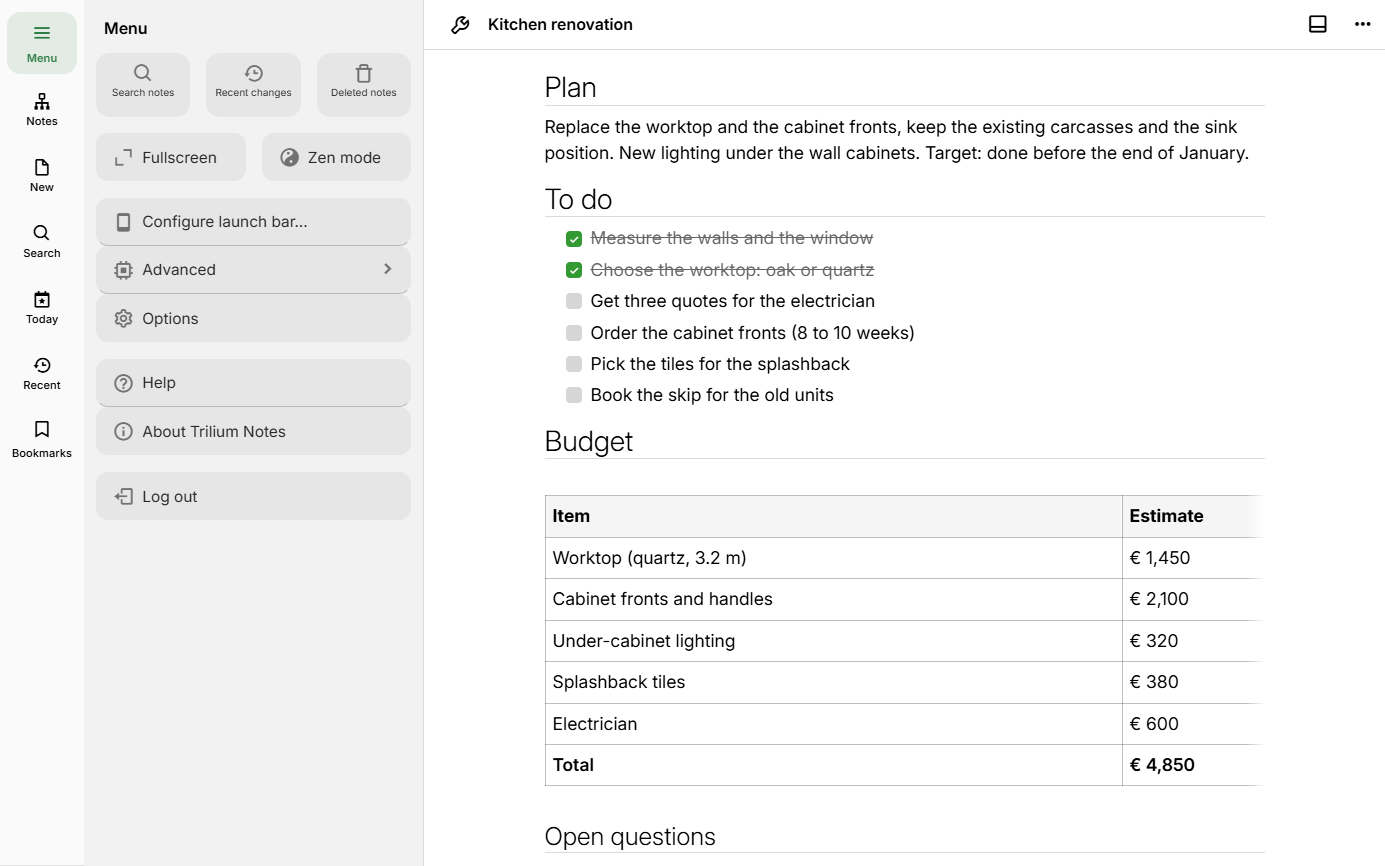 Menu
Notes
New
Search
Today
Recent
Bookmarks
Menu
Search notes
Recent changes
Deleted notes
Fullscreen
Zen mode
Configure launch bar...
Advanced
Options
Help
About Trilium Notes
Log out
Kitchen renovation
Plan
Replace the worktop and the cabinet fronts, keep the existing carcasses and the sink
position. New lighting under the wall cabinets. Target: done before the end of January.
To do
Measure the walls and the window
Choose the worktop: oak or quartz
Get three quotes for the electrician
Order the cabinet fronts (8 to 10 weeks)
Pick the tiles for the splashback
Book the skip for the old units
Budget
Item Estimate
Worktop (quartz, 3.2 m) € 1,450
Cabinet fronts and handles € 2,100
Under-cabinet lighting € 320
Splashback tiles € 380
Electrician € 600
Total € 4,850
Open questions